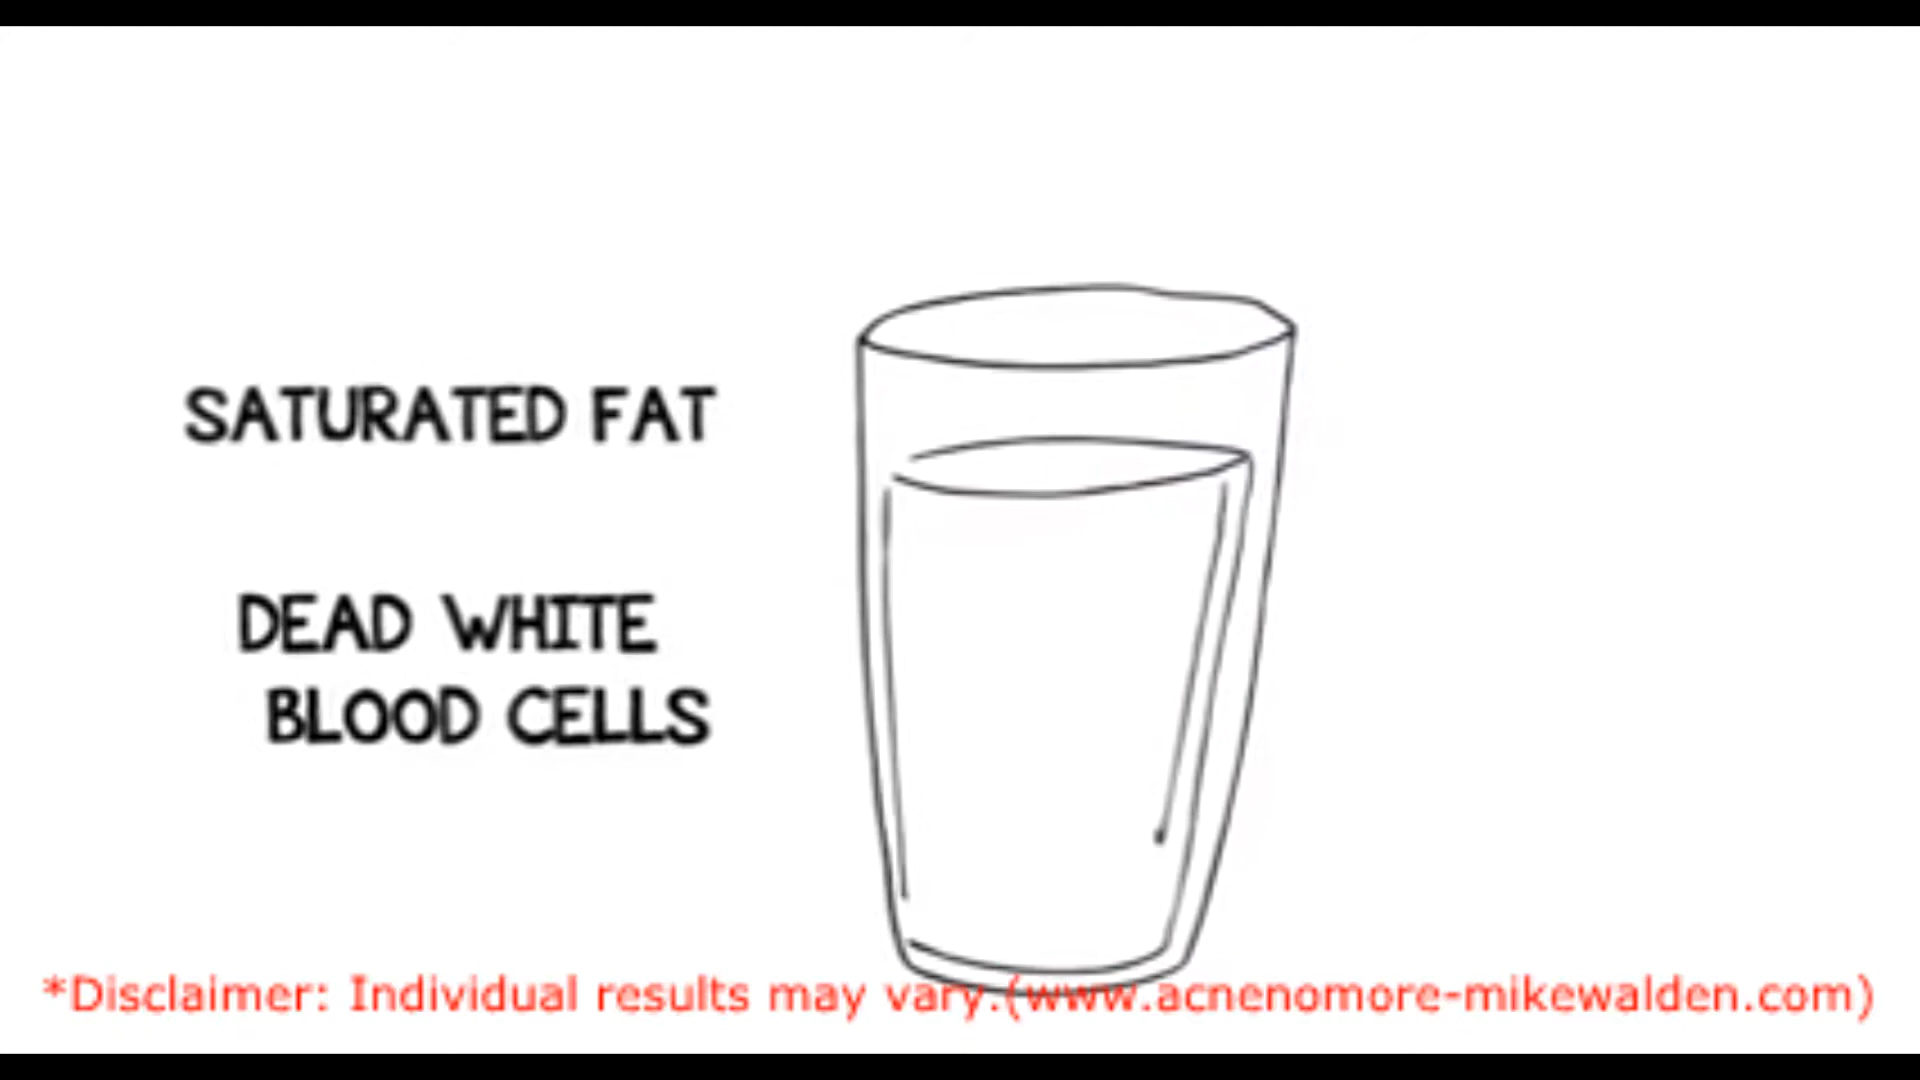 SATURATED FAT
DEAD WHITE
BLOOD CELLS
*Disclaimer: Individual results may vary.(www.acnenomore-mikewalden.com)